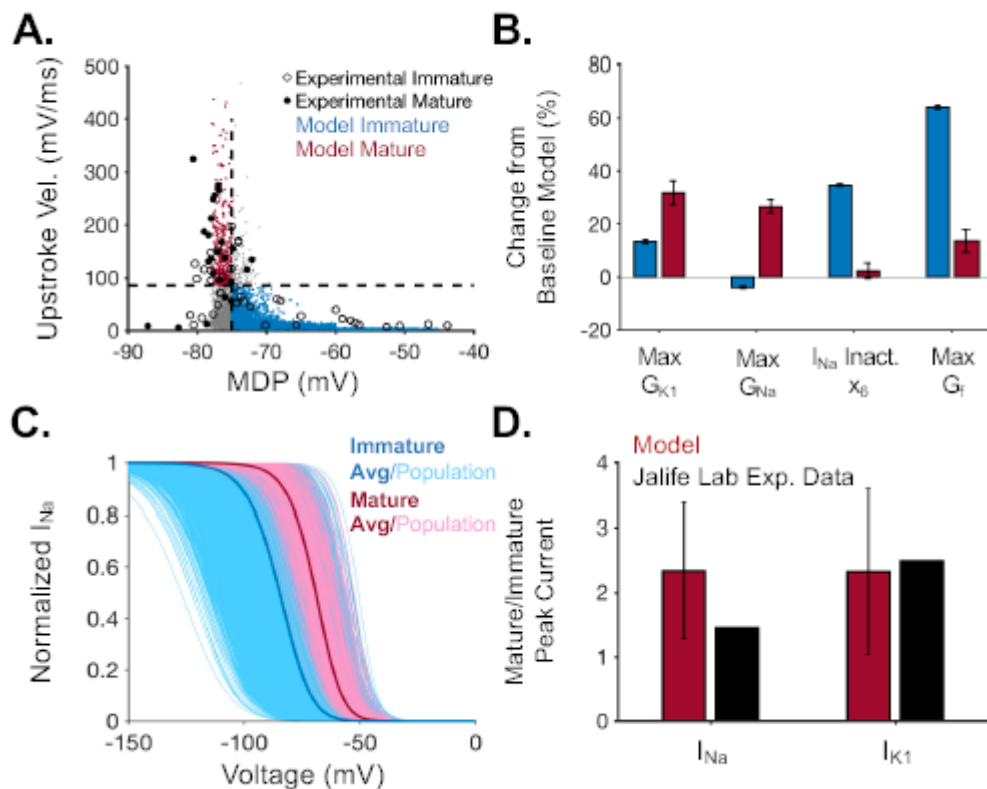 A.
Upstroke Vel. (mV/ms)
500
400
300
200
100
0
-90
-80
-70
-60
-50
-40
MDP (mV)
Experimental Immature
Experimental Mature
Model Immature
Model Mature
B.
Change from
Baseline Model (%)
80
60
40
20
0
-20
Max
GK1
Max
GNa
INa Inact.
x6
Max
Gf
C.
Normalized INa
1
0.8
0.6
0.4
0.2
0
-150
-100
-50
0
Voltage (mV)
Immature
Avg/Population
Mature
Avg/Population
D.
Model
Jalife Lab Exp. Data
Mature/Immature
Peak Current
4
3
2
1
0
INa
IK1